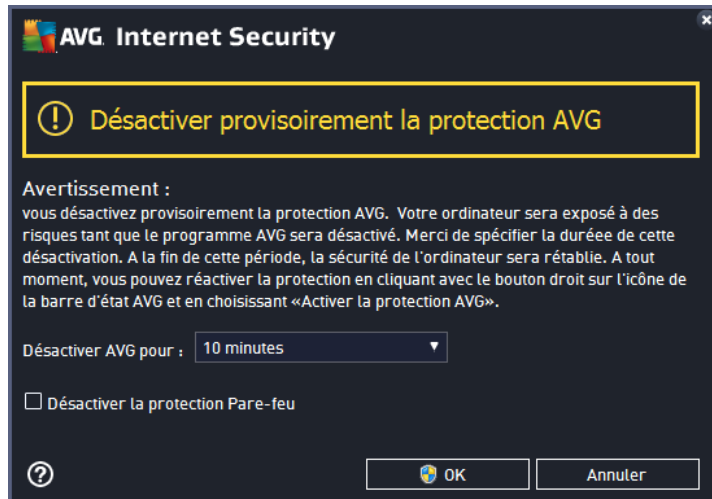 AVG. Internet Security
Désactiver provisoirement la protection AVG
Avertissement :
vous désactivez provisoirement la protection AVG. Votre ordinateur sera exposé à des
risques tant que le programme AVG sera désactivé. Merci de spécifier la duréee de cette
désactivation. A la fin de cette période, la sécurité de l'ordinateur sera rétablie. A tout
moment, vous pouvez réactiver la protection en cliquant avec le bouton droit sur l'icône de
la barre d'état AVG et en choisissant «Activer la protection AVG».
Désactiver AVG pour : 10 minutes
Désactiver la protection Pare-feu
? OK Annuler